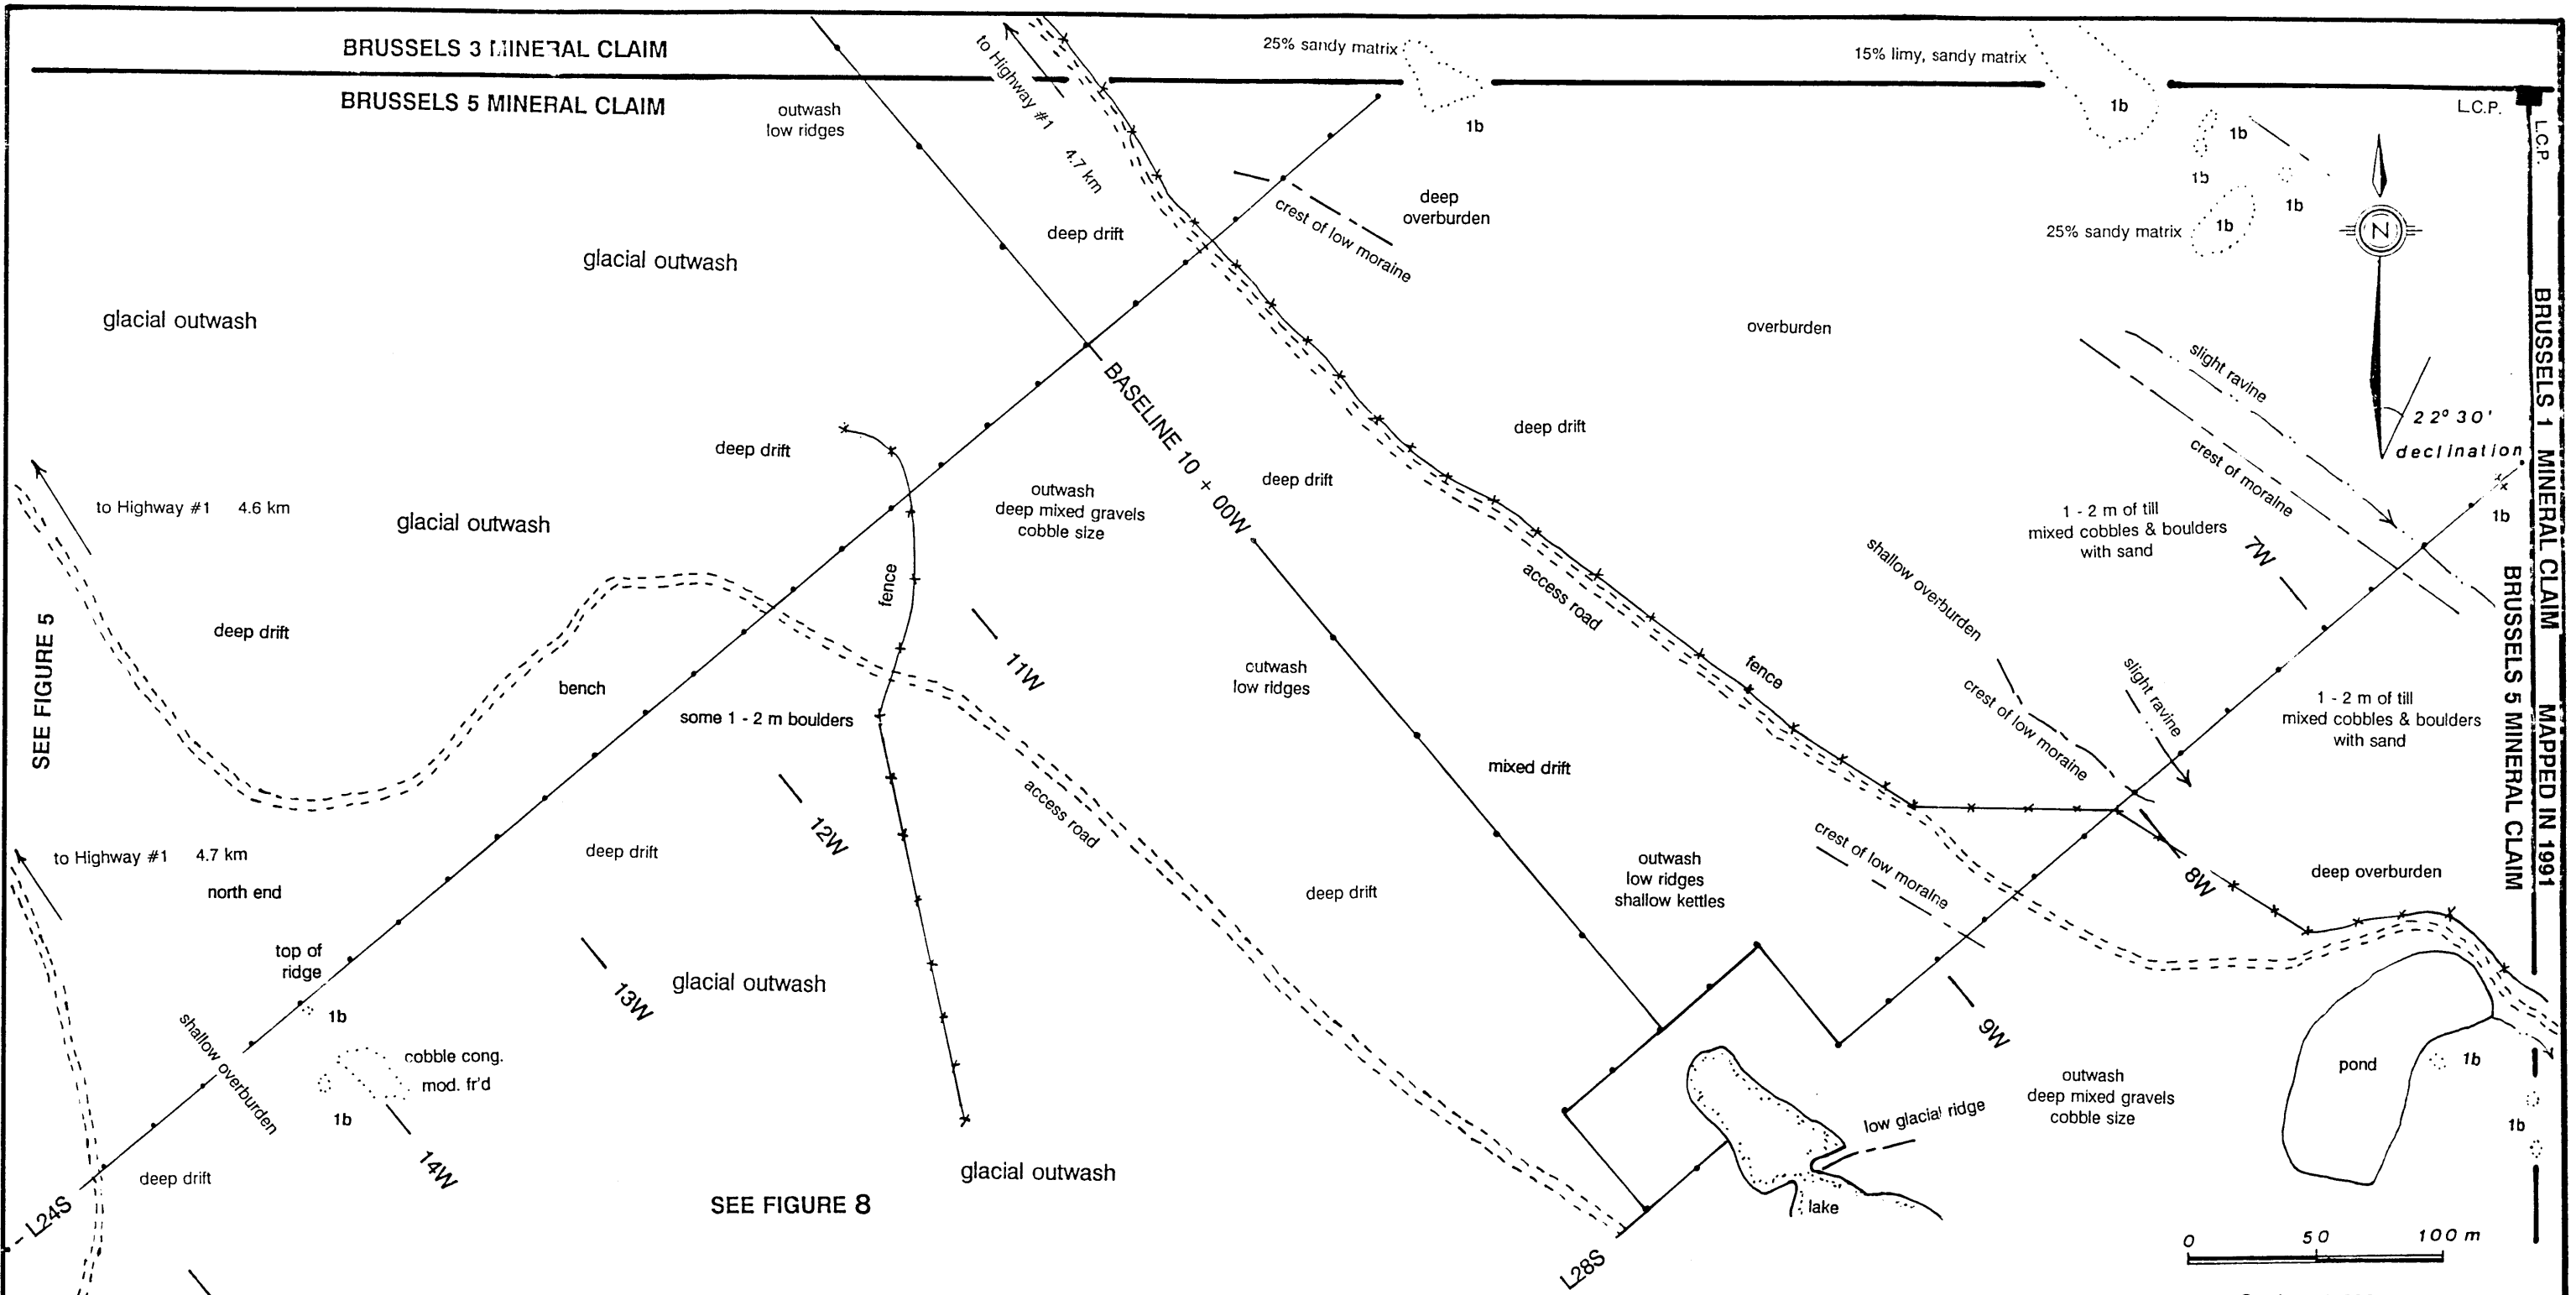 BRUSSELS 3 MINERAL CLAIM
BRUSSELS 5 MINERAL CLAIM
outwash
low ridges
to Highway #1 4.7 km
25% sandy matrix
1b
15% limy, sandy matrix
1b
L.C.P.
L.C.P.
1b
1b
1b
25% sandy matrix
1b
N
22° 30'
declination
deep drift
crest of low moraine
deep
overburden
glacial outwash
glacial outwash
overburden
slight ravine
crest of moraine
BRUSSELS 1 MINERAL CLAIM MAPPED IN 1991
BRUSSELS 5 MINERAL CLAIM
BASELINE 10 + 00W
deep drift
deep drift
deep drift
outwash
deep mixed gravels
cobble size
to Highway #1 4.6 km
glacial outwash
fence
access road
1 - 2 m of till
mixed cobbles & boulders
with sand
7W
1b
shallow overburden
SEE FIGURE 5
deep drift
bench
some 1 - 2 m boulders
11W
outwash
low ridges
fence
crest of low moraine
slight ravine
1 - 2 m of till
mixed cobbles & boulders
with sand
mixed drift
12W
access road
to Highway #1 4.7 km
north end
deep drift
deep drift
outwash
low ridges
shallow kettles
crest of low moraine
8W
deep overburden
top of
ridge
1b
13W
glacial outwash
9W
shallow overburden
cobble cong.
mod. fr'd
1b
14W
deep drift
L24S
SEE FIGURE 8
glacial outwash
low glacial ridge
lake
L28S
outwash
deep mixed gravels
cobble size
pond
1b
1b
0 50 100 m